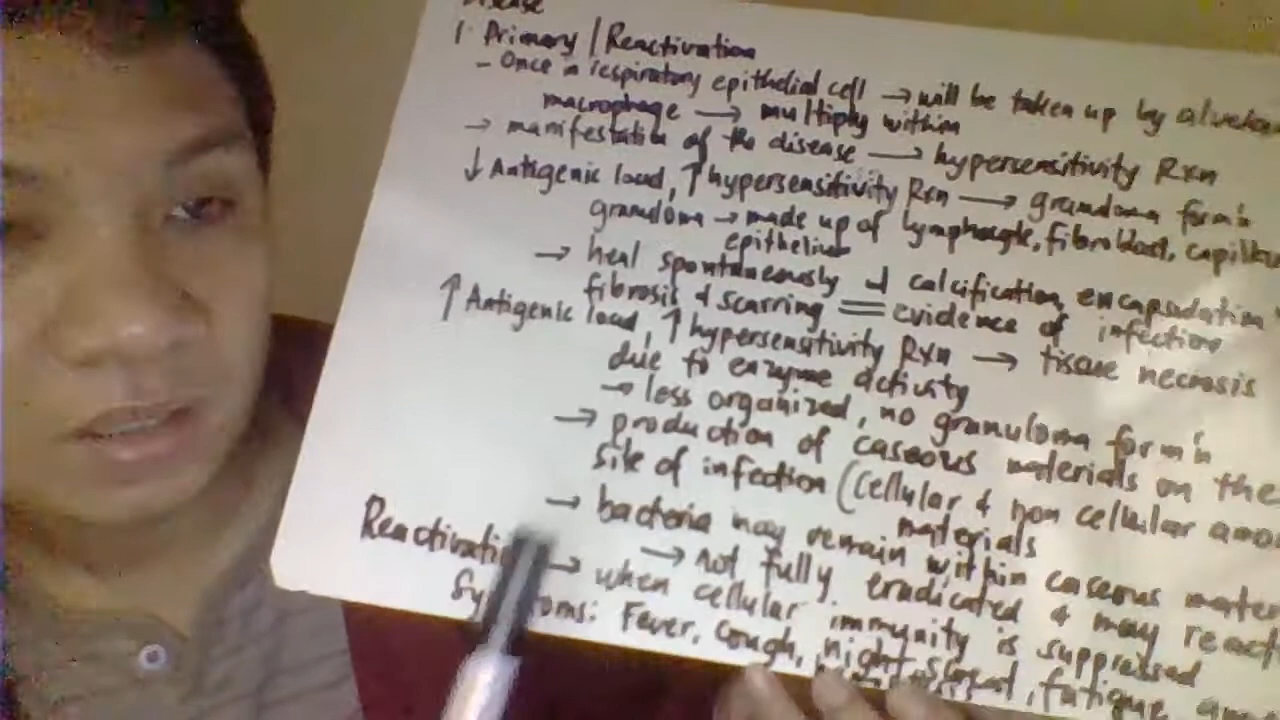 Disease
1. Primary / Reactivation
- Once in respiratory epithelial cell → will be taken up by
macrophage → multiply within
→ manifestation of the disease → hypersensitivity Rxn
↓ Antigenic load, ↑ hypersensitivity Rxn → granuloma form'n
granuloma → made up of lymphocyte, fibroblast,
epithelium
→ heal spontaneously calcification, encapsulation
fibrosis & scarring = evidence of infection
↑ Antigenic load, ↑ hypersensitivity Rxn → tissue necrosis
due to enzyme activity
→ less organized, no granuloma form'n
→ production of caseous materials on the
site of infection (cellular & non cellular
materials
→ bacteria may remain within caseous
→ not fully eradicated & may
Reactivation → when cellular immunity is suppressed
Symptoms: Fever, cough, night sweat, fatigue